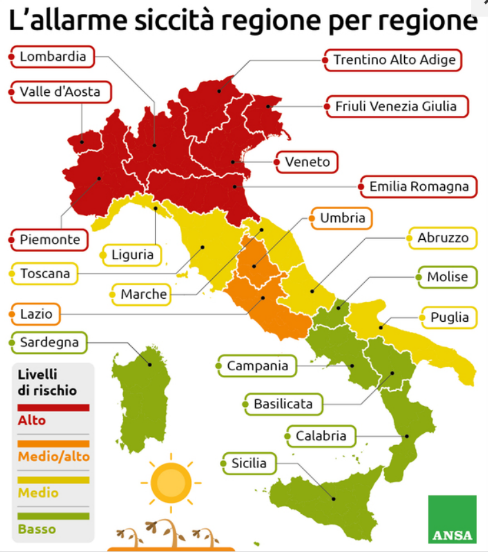 L'allarme siccità regione per regione
Lombardia
Trentino Alto Adige
Valle d'Aosta
Friuli Venezia Giulia
Veneto
Emilia Romagna
Umbria
Piemonte
Abruzzo
Liguria
Toscana
Molise
Marche
Lazio
Puglia
Sardegna
Campania
Livelli
di rischio
Basilicata
Alto
Calabria
Medio/alto
Sicilia
Medio
Basso
ANSA